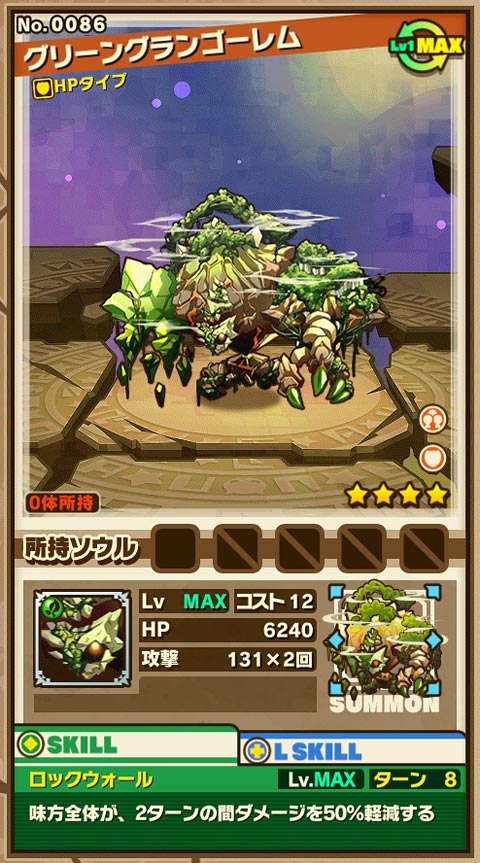 No.0086
グリーングランゴーレム
Lv1 MAX
HPタイプ
0体所持
所持ソウル
Lv MAX コスト 12
HP 6240
攻撃 131×2回
SUMMON
SKILL
L SKILL
ロックウォール Lv.MAX ターン 8
味方全体が、2ターンの間ダメージを50%軽減する